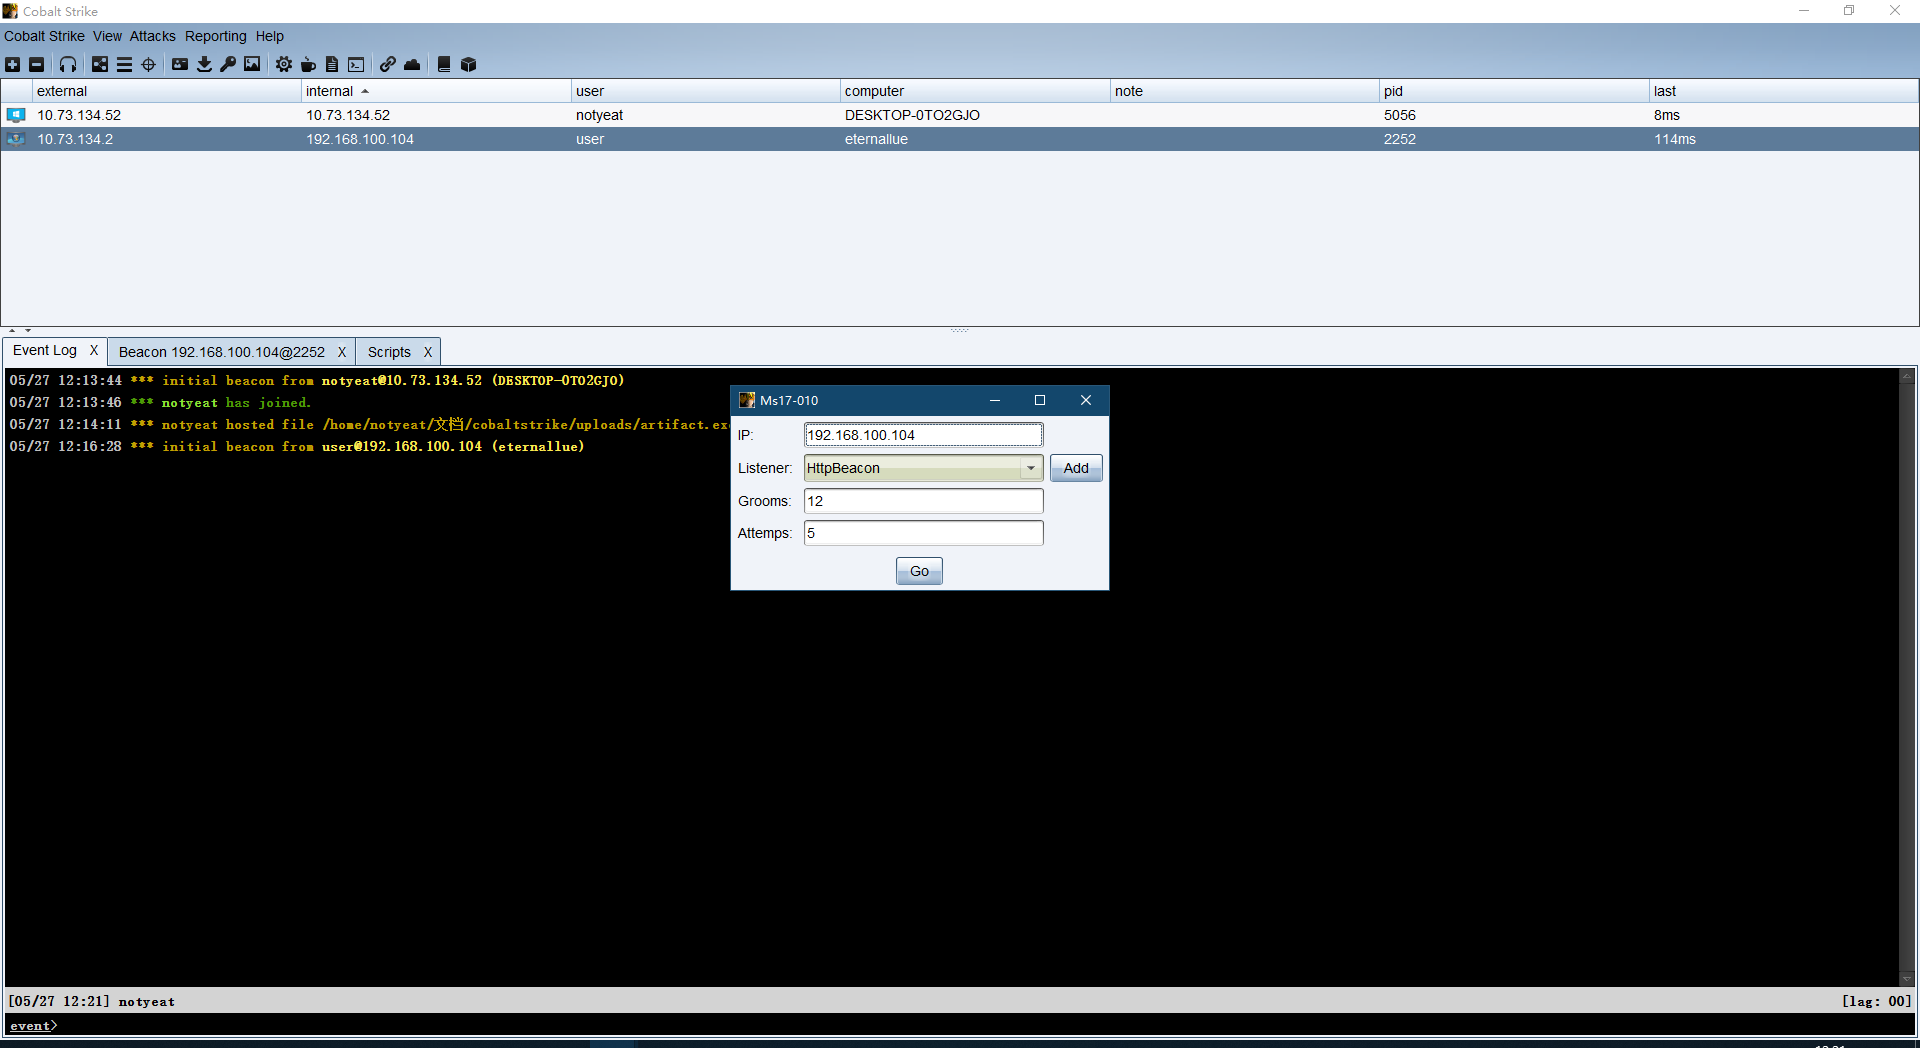 Cobalt Strike
Cobalt Strike View Attacks Reporting Help
external internal user computer note pid last
10.73.134.52 10.73.134.52 notyeat DESKTOP-0TO2GJO 5056 8ms
10.73.134.2 192.168.100.104 user eternallue 2252 114ms
Event Log X Beacon 192.168.100.104@2252 X Scripts X
05/27 12:13:44 *** initial beacon from notyeat@10.73.134.52 (DESKTOP-0TO2GJO)
05/27 12:13:46 *** notyeat has joined.
05/27 12:14:11 *** notyeat hosted file /home/notyeat/文档/cobaltstrike/uploads/artifact.exe
05/27 12:16:28 *** initial beacon from user@192.168.100.104 (eternallue)
Ms17-010
IP: 192.168.100.104
Listener: HttpBeacon Add
Grooms: 12
Attemps: 5
Go
[05/27 12:21] notyeat [lag: 00]
event>